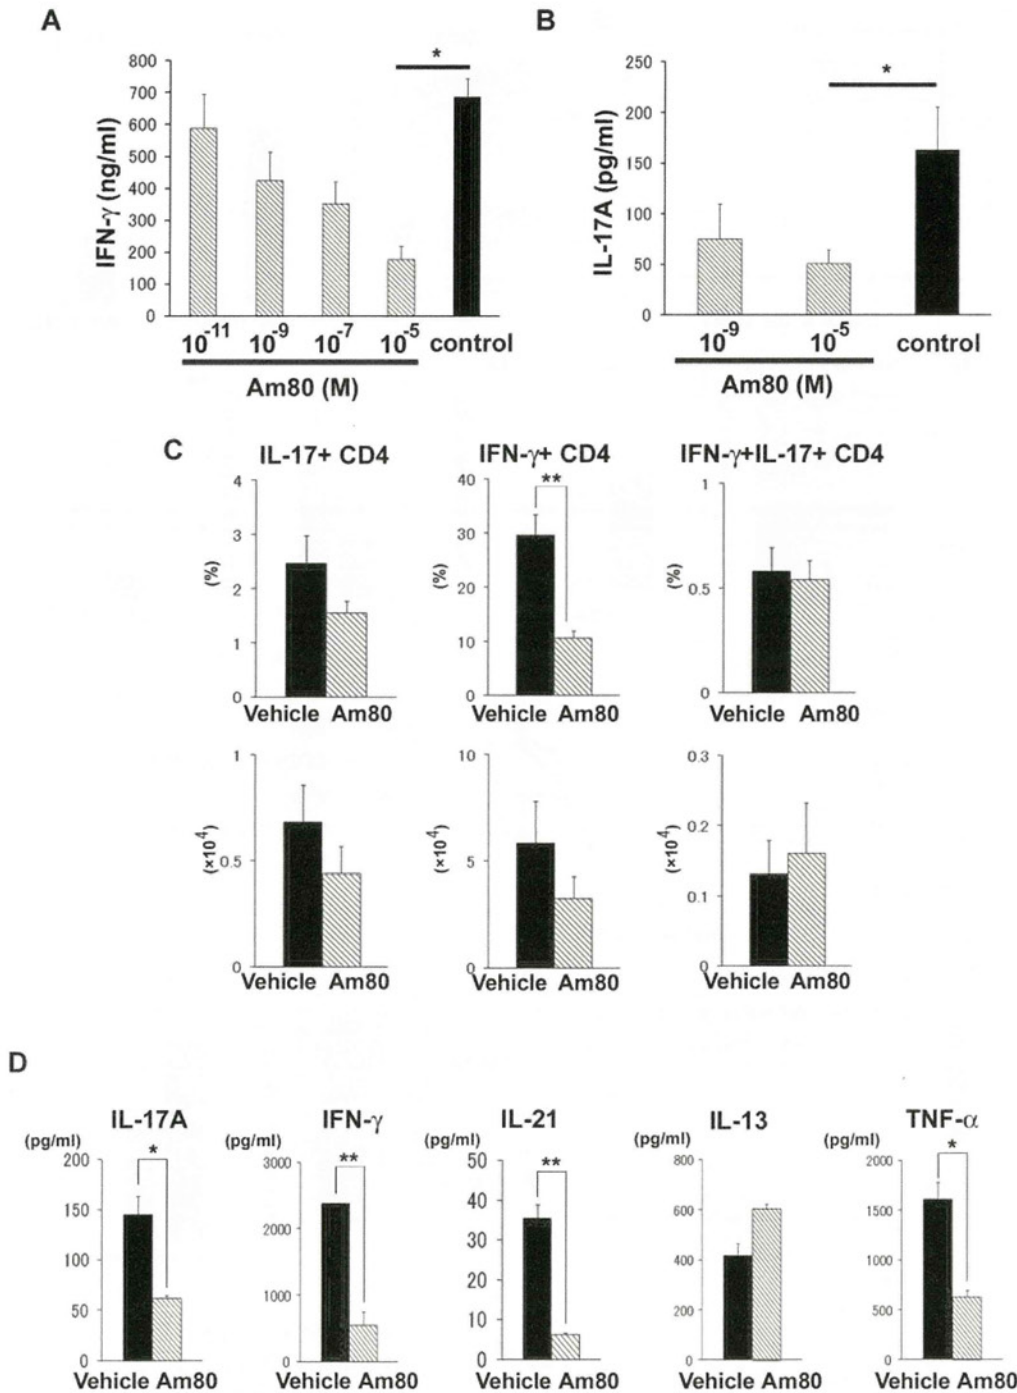 A
B
IFN-γ (ng/ml)
800
700
600
500
400
300
200
100
0
*
10-11 10-9 10-7 10-5 control
Am80 (M)
IL-17A (pg/ml)
250
200
150
100
50
0
*
10-9 10-5 control
Am80 (M)
C
IL-17+ CD4
(%)
4
3
2
1
0
Vehicle Am80
IFN-γ+ CD4
(%)
40
30
20
10
0
**
Vehicle Am80
IFN-γ+IL-17+ CD4
(%)
1
0.5
0
Vehicle Am80
(×10⁴)
1
0.5
0
Vehicle Am80
(×10⁴)
10
5
0
Vehicle Am80
(×10⁴)
0.3
0.2
0.1
0
Vehicle Am80
D
IL-17A
(pg/ml)
200
150
100
50
0
*
Vehicle Am80
IFN-γ
(pg/ml)
3000
2000
1000
0
**
Vehicle Am80
IL-21
(pg/ml)
50
40
30
20
10
0
**
Vehicle Am80
IL-13
(pg/ml)
800
600
400
200
0
Vehicle Am80
TNF-α
(pg/ml)
2000
1500
1000
500
0
*
Vehicle Am80